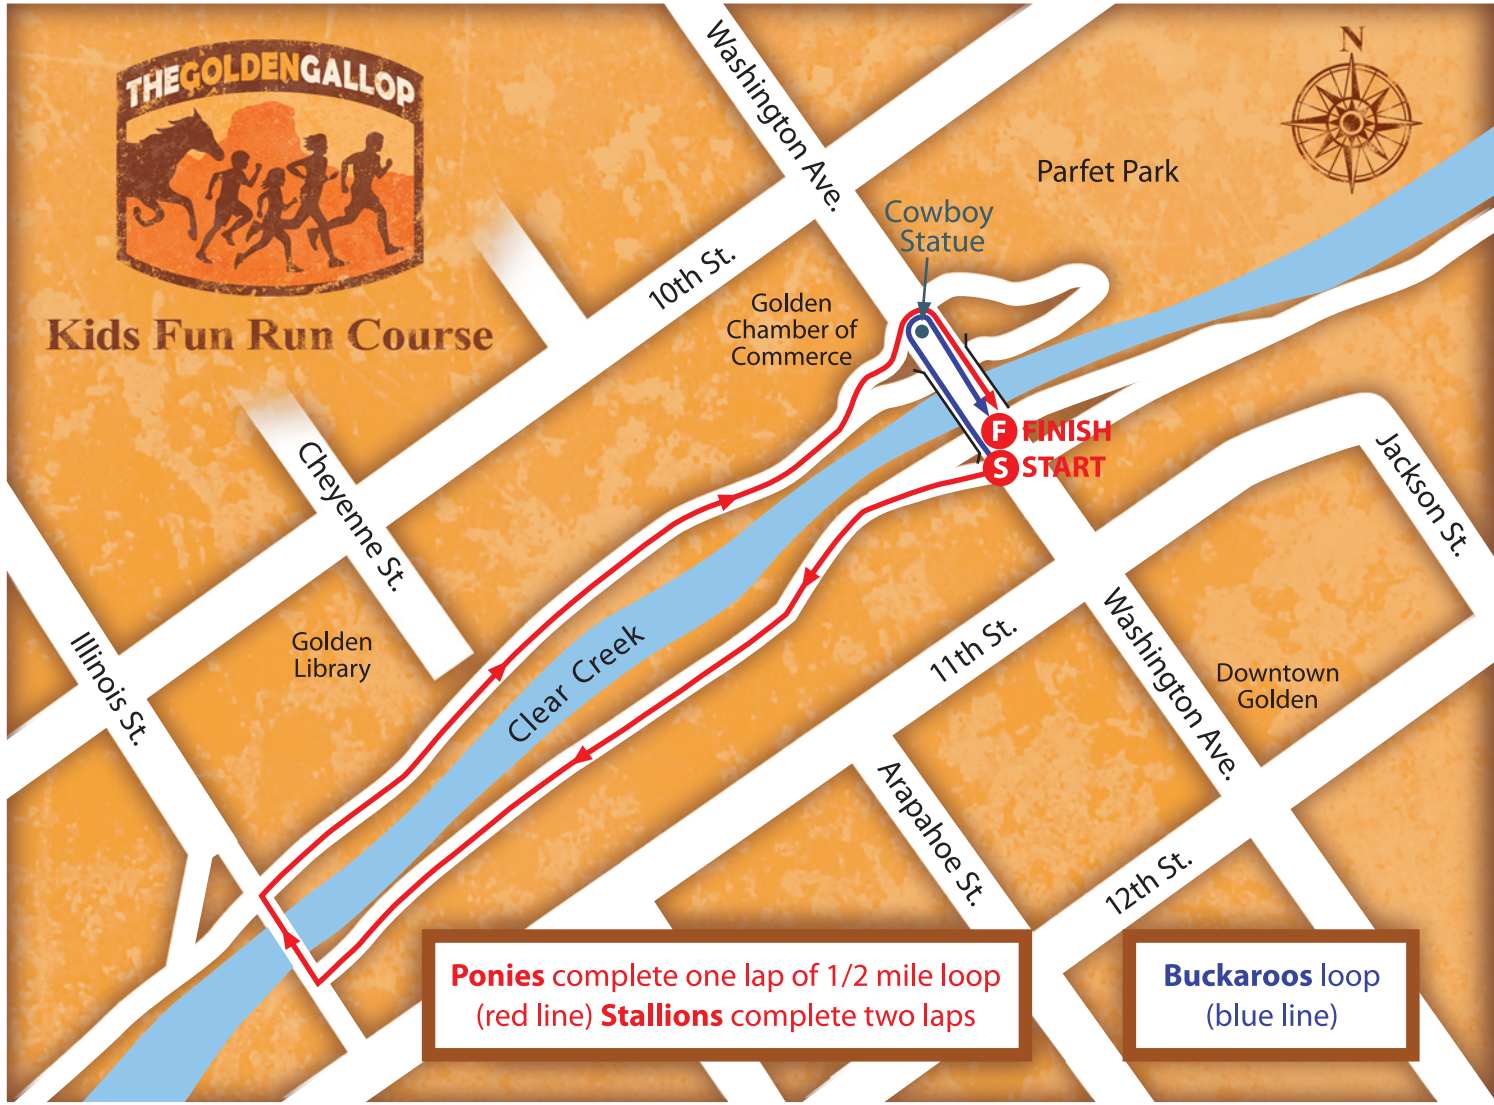 THEGOLDENGALLOP
Kids Fun Run Course
N
Washington Ave.
Parfet Park
Cowboy
Statue
10th St.
Golden
Chamber of
Commerce
F FINISH
S START
Jackson St.
Cheyenne St.
Illinois St.
Golden
Library
Clear Creek
11th St.
Washington Ave.
Downtown
Golden
Arapahoe St.
12th St.
Ponies complete one lap of 1/2 mile loop
(red line) Stallions complete two laps
Buckaroos loop
(blue line)